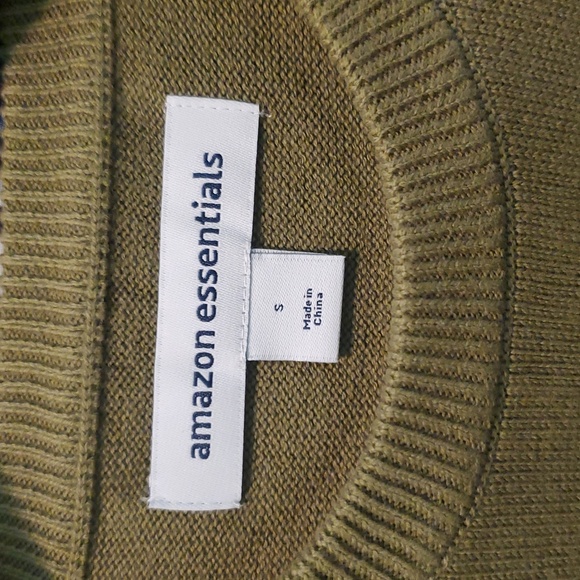 amazon essentials
S
Made in
China